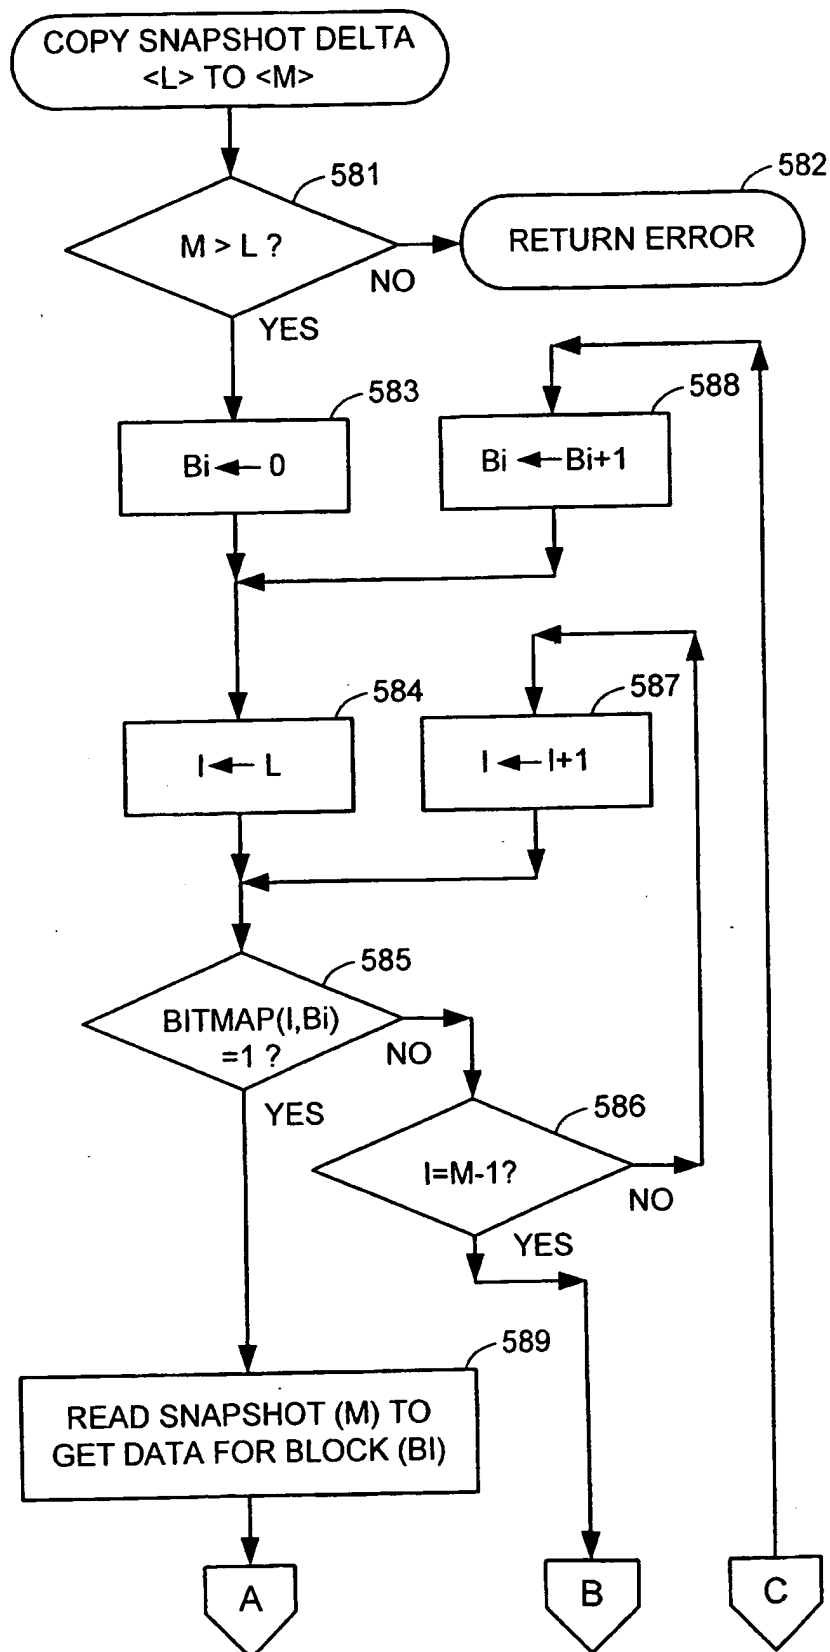 COPY SNAPSHOT DELTA
<L> TO <M>
581
M > L ?
NO
YES
582
RETURN ERROR
583
Bi ← 0
588
Bi ← Bi+1
584
I ← L
587
I ← I+1
585
BITMAP(I,Bi)
=1 ?
NO
YES
586
I=M-1?
NO
YES
589
READ SNAPSHOT (M) TO
GET DATA FOR BLOCK (BI)
A
B
C